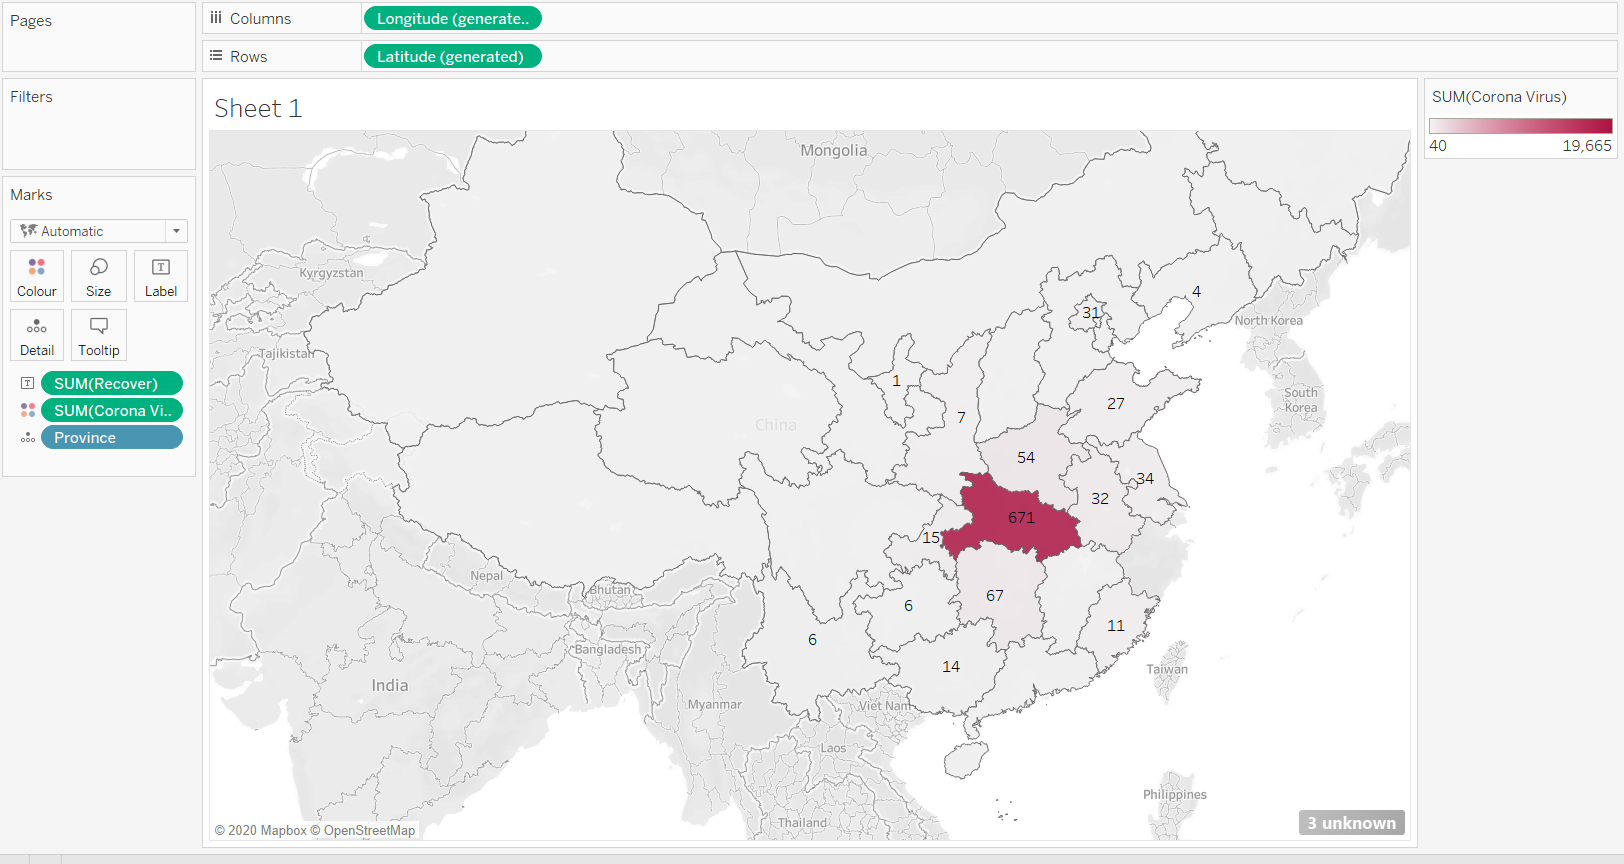 Pages
Columns
Longitude (generate..
Rows
Latitude (generated)
Filters
Marks
Automatic
Colour
Size
Label
Detail
Tooltip
SUM(Recover)
SUM(Corona Vi..
Province
Sheet 1
Mongolia
Kyrgyzstan
4
31
North Korea
Tajikistan
1
South
Korea
27
7
China
54
34
32
671
15
Nepal
Bhutan
67
6
11
6
Bangladesh
14
Taiwan
India
Myanmar
Viet Nam
Laos
Philippines
Thailand
3 unknown
© 2020 Mapbox © OpenStreetMap
SUM(Corona Virus)
40
19,665